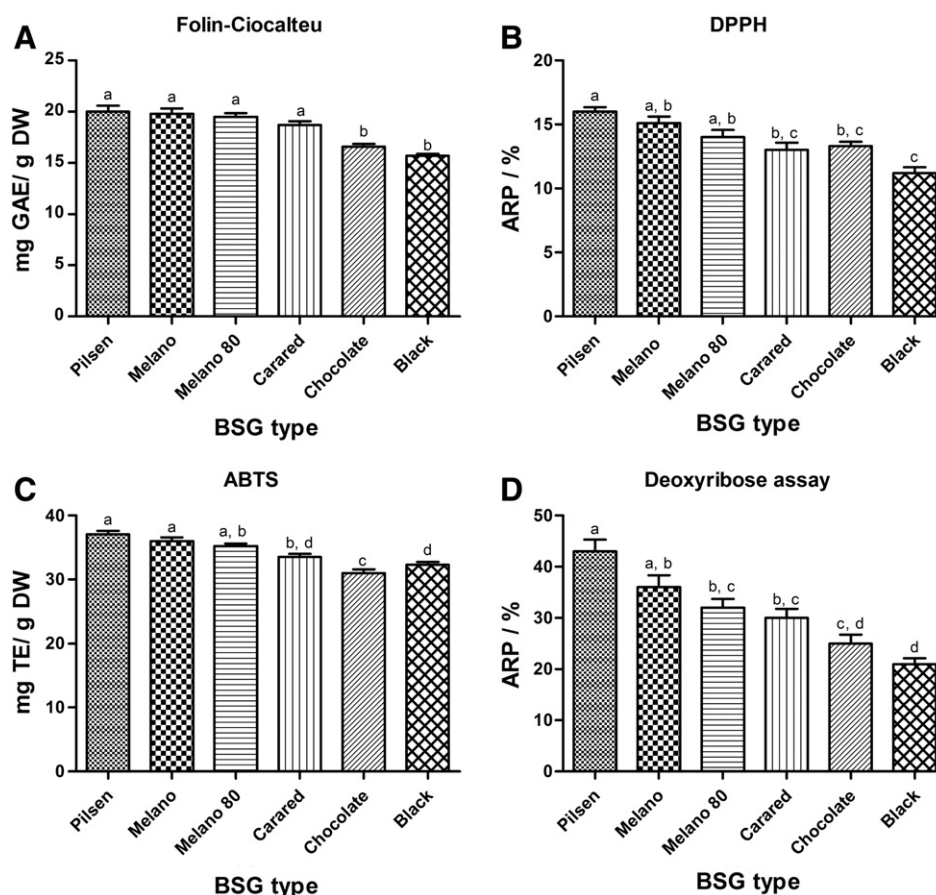 A
Folin-Ciocalteu
mg GAE/ g DW
25
20
15
10
5
0
a
a
a
a
b
b
Pilsen
Melano
Melano 80
Carared
Chocolate
Black
BSG type
B
DPPH
ARP / %
20
15
10
5
0
a
a, b
a, b
b, c
b, c
c
Pilsen
Melano
Melano 80
Carared
Chocolate
Black
BSG type
C
ABTS
mg TE/ g DW
40
30
20
10
0
a
a
a, b
b, d
c
d
Pilsen
Melano
Melano 80
Carared
Chocolate
Black
BSG type
D
Deoxyribose assay
ARP / %
50
40
30
20
10
0
a
a, b
b, c
b, c
c, d
d
Pilsen
Melano
Melano 80
Carared
Chocolate
Black
BSG type